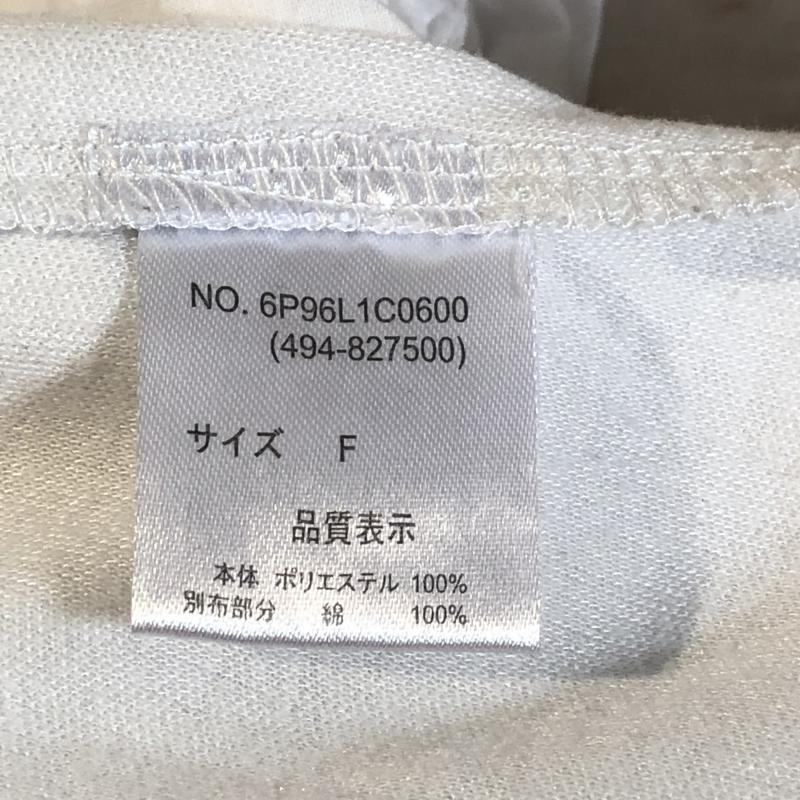 NO. 6P96L1C0600
(494-827500)
サイズ F
品質表示
本体 ポリエステル 100%
別布部分 綿 100%